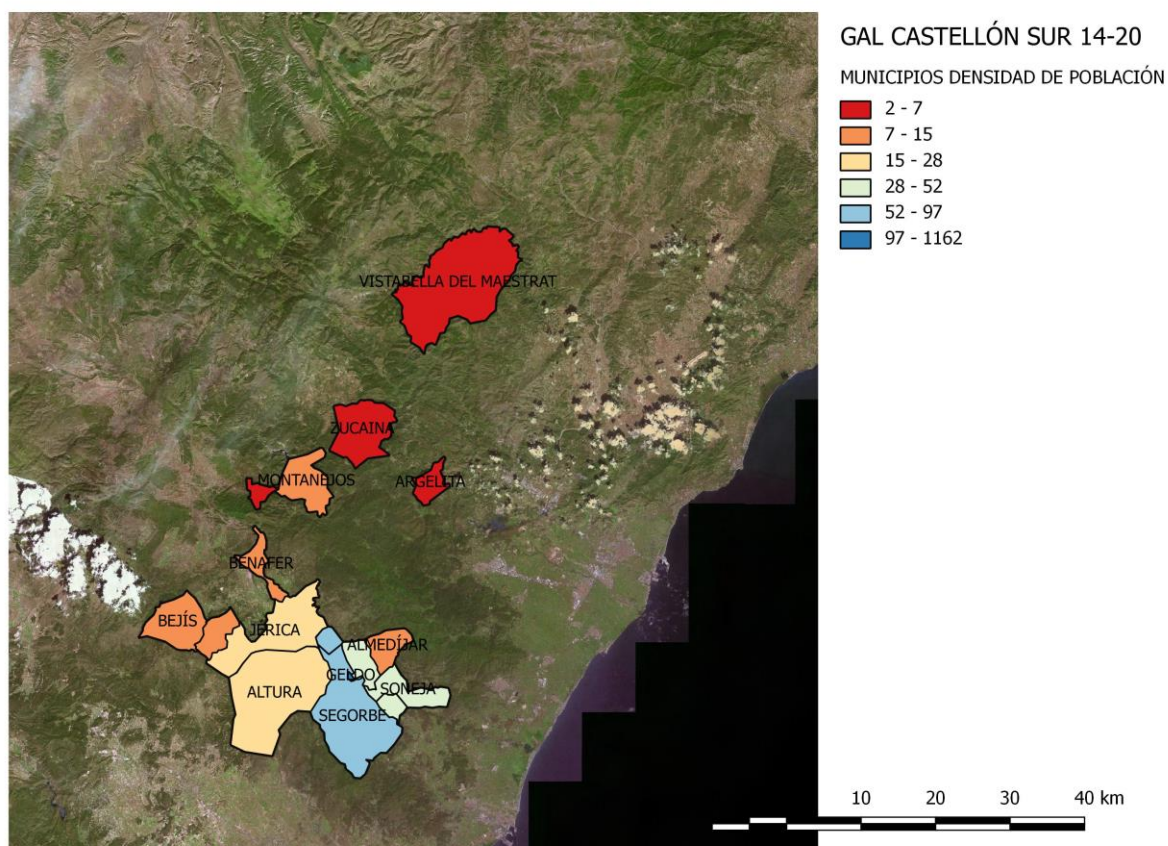 GAL CASTELLÓN SUR 14-20
MUNICIPIOS DENSIDAD DE POBLACIÓN
2 - 7
7 - 15
15 - 28
28 - 52
52 - 97
97 - 1162
VISTABELLA DEL MAESTRAT
ZUCAINA
MONTANEJOS
ARGELITA
BENAFER
BEJÍS
JÉRICA
ALMEDÍJAR
GELDO
SONEJA
ALTURA
SEGORBE
10 20 30 40 km